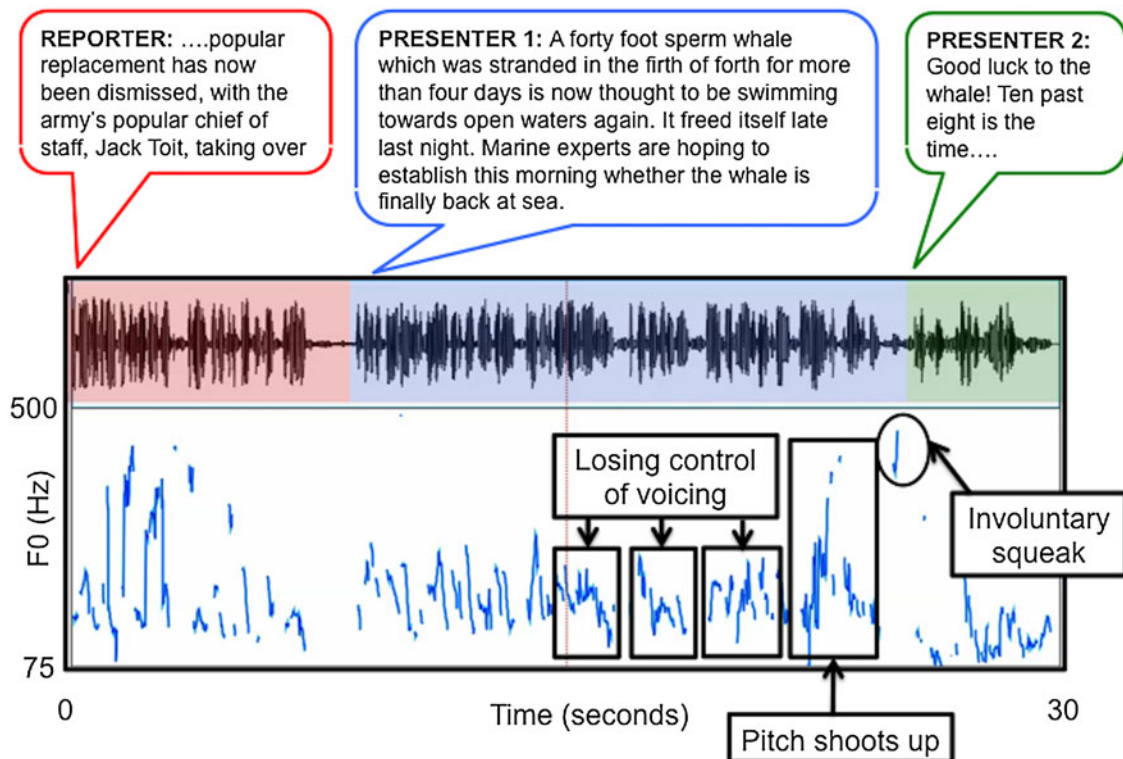 REPORTER: ….popular
replacement has now
been dismissed, with the
army's popular chief of
staff, Jack Toit, taking over
PRESENTER 1: A forty foot sperm whale
which was stranded in the firth of forth for more
than four days is now thought to be swimming
towards open waters again. It freed itself late
last night. Marine experts are hoping to
establish this morning whether the whale is
finally back at sea.
PRESENTER 2:
Good luck to the
whale! Ten past
eight is the
time….
500
F0 (Hz)
75
Losing control
of voicing
Involuntary
squeak
0
Time (seconds)
30
Pitch shoots up